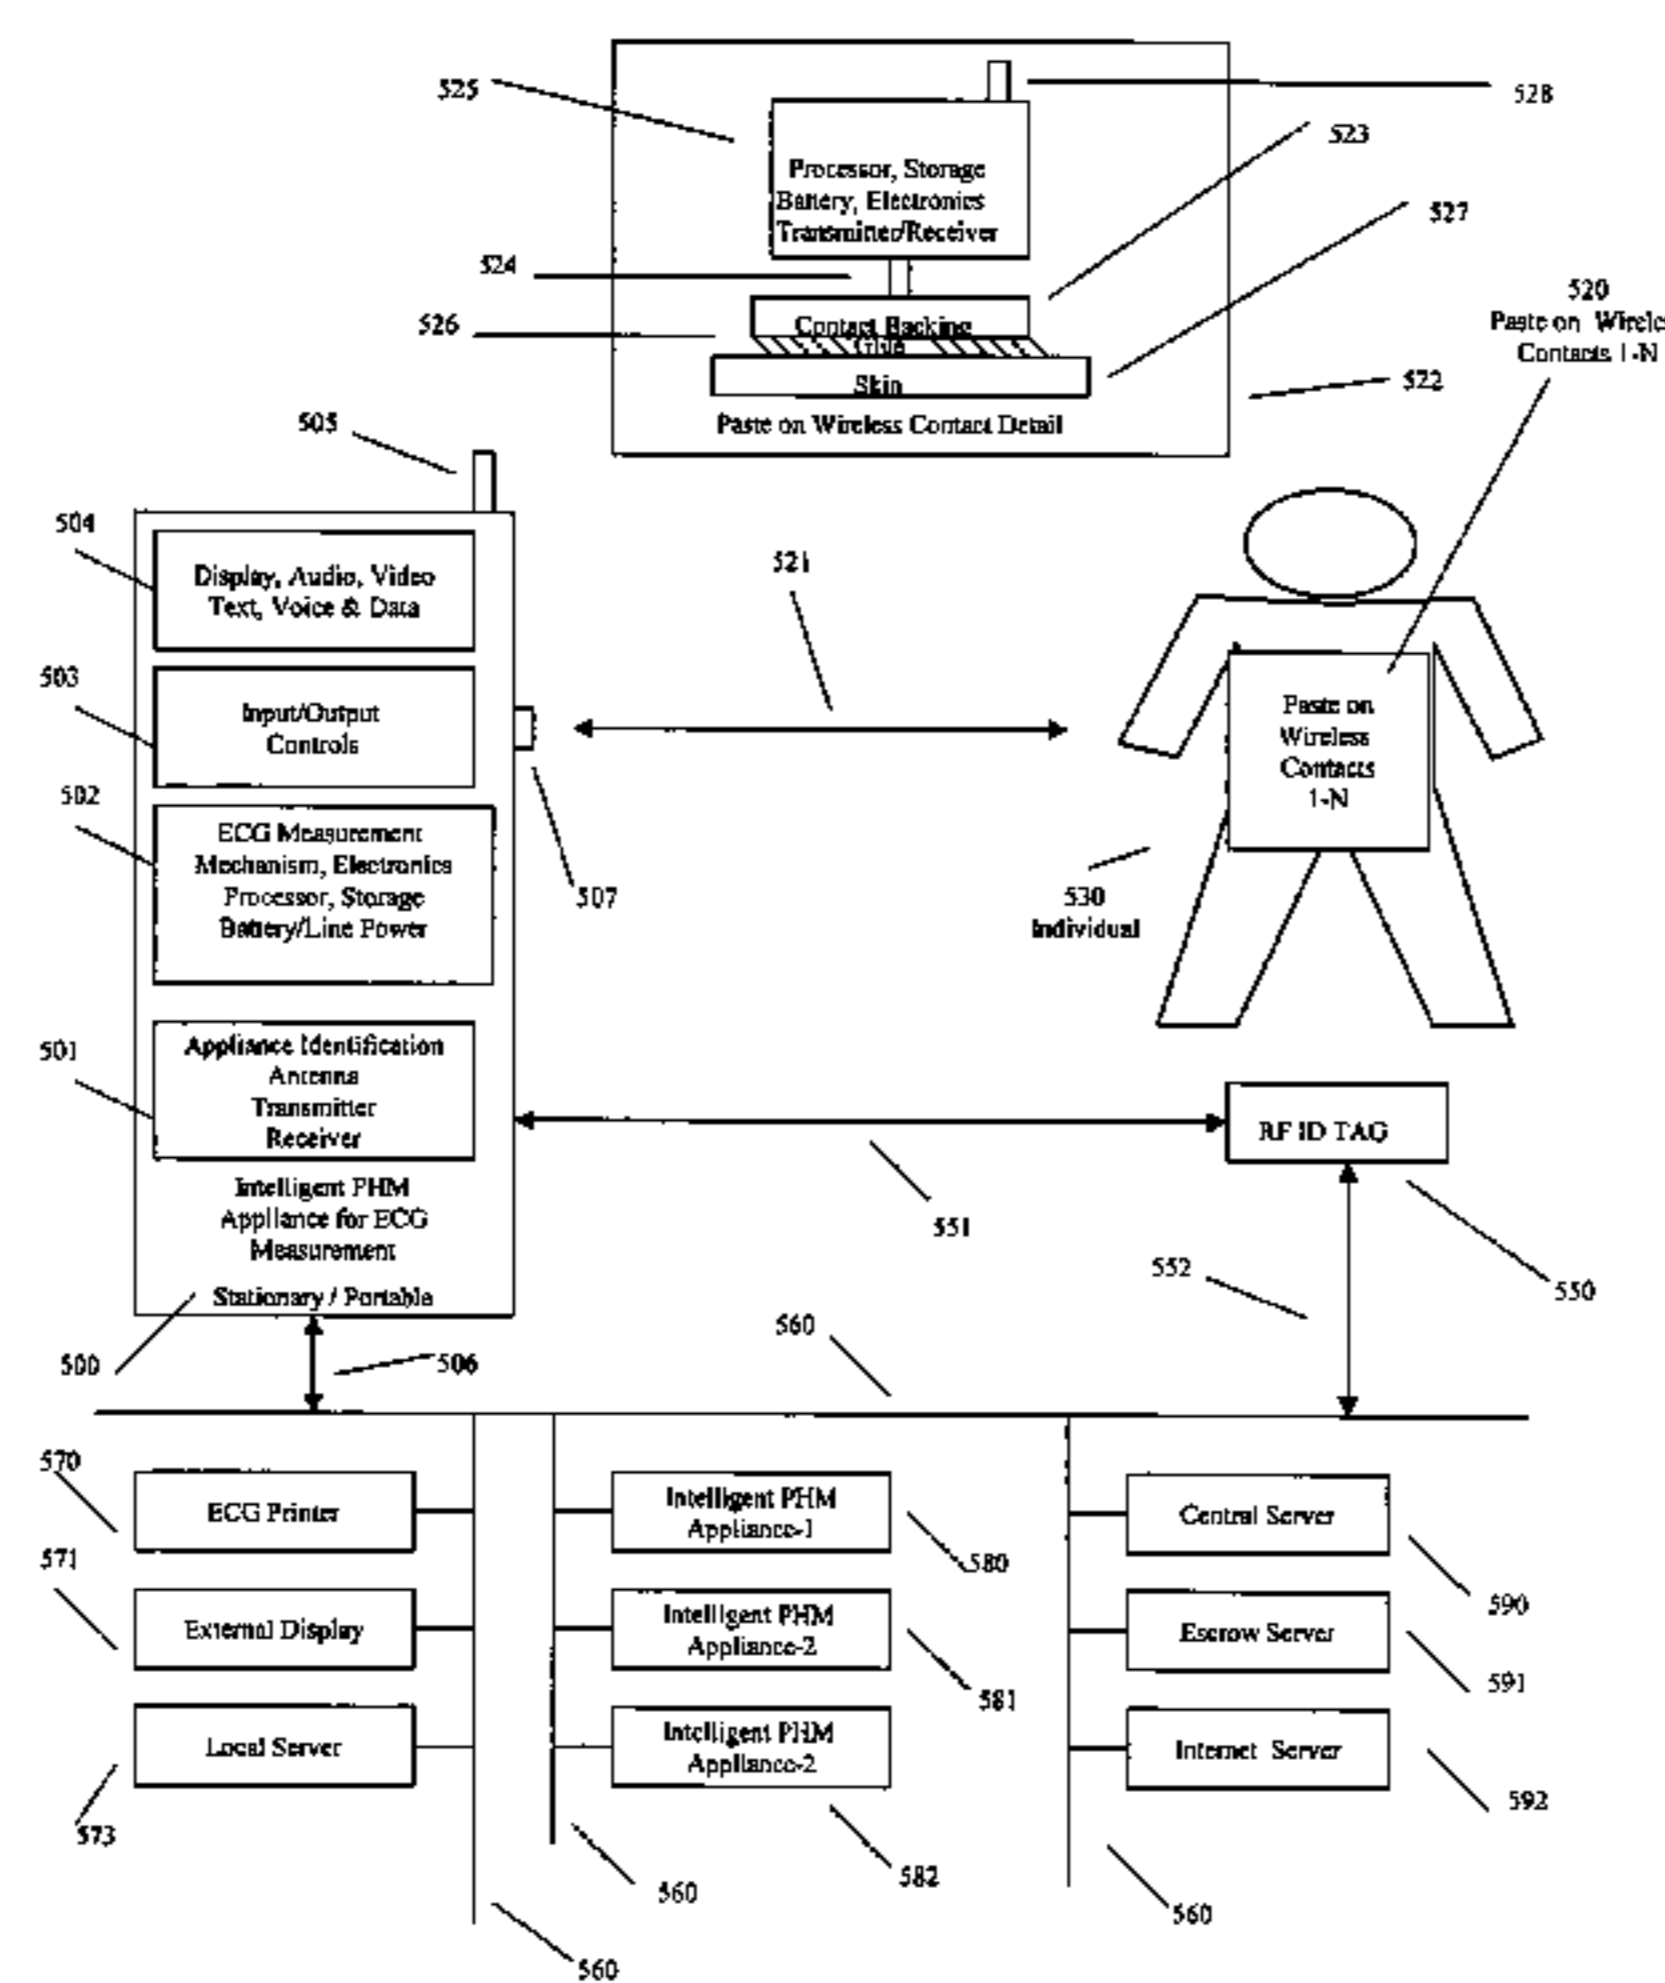 525
528
523
Processor, Storage
Battery, Electronics
Transmitter/Receiver
527
524
526
Contact Backing
Glue
Skin
Paste on Wireless Contact Detail
520
Paste on Wirele
Contacts 1-N
522
505
504
Display, Audio, Video
Text, Voice & Data
521
503
Input/Output
Controls
Paste on
Wireless
Contacts
1-N
502
ECG Measurement
Mechanism, Electronics
Processor, Storage
Battery/Line Power
507
530
Individual
501
Appliance Identification
Antenna
Transmitter
Receiver
RF ID TAG
Intelligent PHM
Appliance for ECG
Measurement
Stationary / Portable
551
552
550
560
500
506
570
ECG Printer
Intelligent PHM
Appliance-1
Central Server
580
571
590
External Display
Intelligent PHM
Appliance-2
Escrow Server
581
591
Local Server
Intelligent PHM
Appliance-2
Internet Server
573
592
582
560
560
560